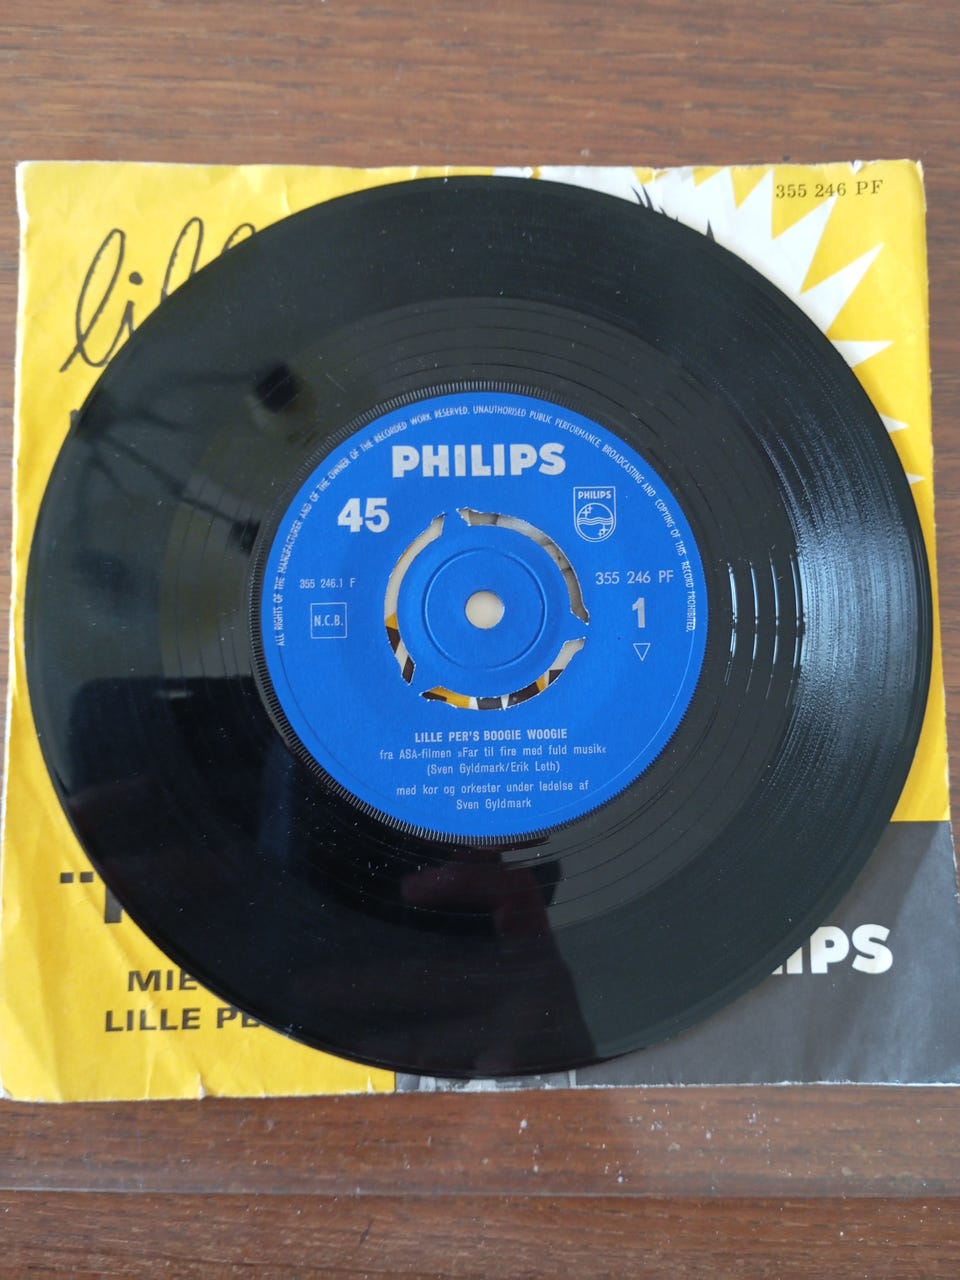 355 246 PF
lill
ALL RIGHTS OF THE MANUFACTURER AND OF THE OWNER OF THE RECORDED WORK RESERVED. UNAUTHORISED PUBLIC PERFORMANCE, BROADCASTING AND COPYING OF THIS RECORD PROHIBITED.
PHILIPS
45
PHILIPS
355 246.1 F
355 246 PF
N.C.B.
1
LILLE PER'S BOOGIE WOOGIE
fra ASA-filmen »Far til fire med fuld musik«
(Sven Gyldmark/Erik Leth)
med kor og orkester under ledelse af
Sven Gyldmark
IPS
MIE
LILLE PE